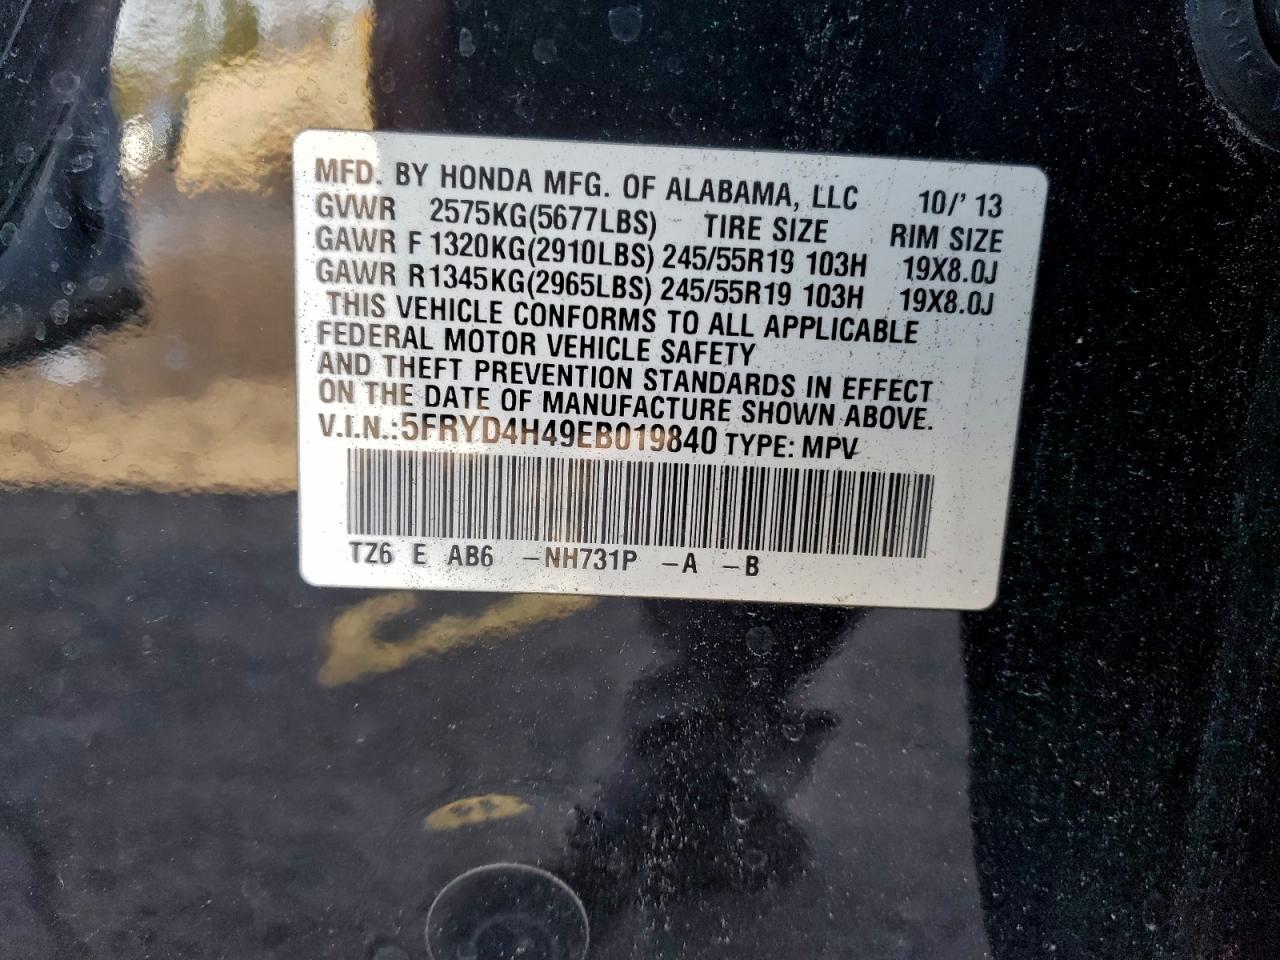 MFD. BY HONDA MFG. OF ALABAMA, LLC 10/'13
GVWR 2575KG(5677LBS) TIRE SIZE RIM SIZE
GAWR F 1320KG(2910LBS) 245/55R19 103H 19X8.0J
GAWR R1345KG(2965LBS) 245/55R19 103H 19X8.0J
THIS VEHICLE CONFORMS TO ALL APPLICABLE
FEDERAL MOTOR VEHICLE SAFETY
AND THEFT PREVENTION STANDARDS IN EFFECT
ON THE DATE OF MANUFACTURE SHOWN ABOVE.
V.I.N.:5FRYD4H49EB019840 TYPE: MPV
TZ6 E AB6 -NH731P -A -B